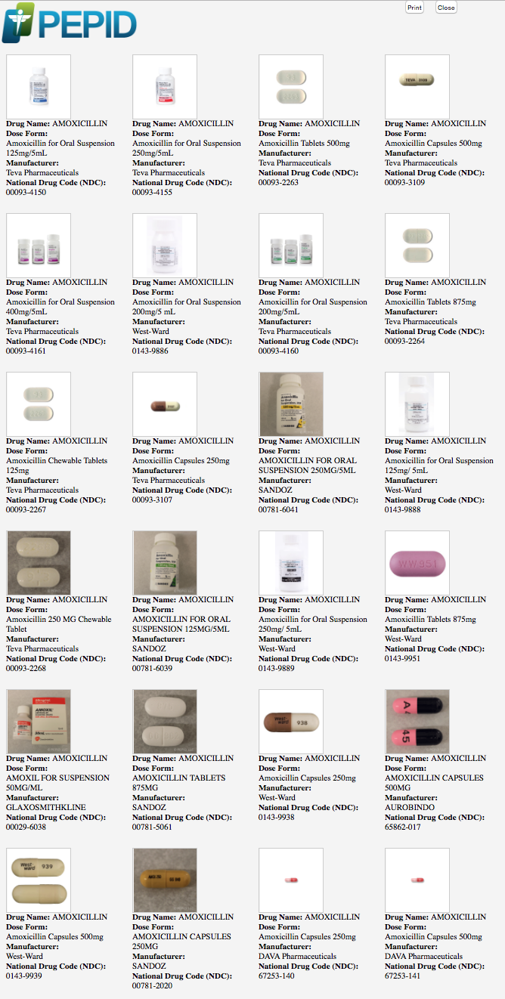 PEPID
Print
Close
Drug Name: AMOXICILLIN
Dose Form:
Amoxicillin for Oral Suspension
125mg/5mL
Manufacturer:
Teva Pharmaceuticals
National Drug Code (NDC):
00093-4150
Drug Name: AMOXICILLIN
Dose Form:
Amoxicillin for Oral Suspension
250mg/5mL
Manufacturer:
Teva Pharmaceuticals
National Drug Code (NDC):
00093-4155
Drug Name: AMOXICILLIN
Dose Form:
Amoxicillin Tablets 500mg
Manufacturer:
Teva Pharmaceuticals
National Drug Code (NDC):
00093-2263
TEVA 3109
Drug Name: AMOXICILLIN
Dose Form:
Amoxicillin Capsules 500mg
Manufacturer:
Teva Pharmaceuticals
National Drug Code (NDC):
00093-3109
Drug Name: AMOXICILLIN
Dose Form:
Amoxicillin for Oral Suspension
400mg/5mL
Manufacturer:
Teva Pharmaceuticals
National Drug Code (NDC):
00093-4161
Drug Name: AMOXICILLIN
Dose Form:
Amoxicillin for Oral Suspension
200mg/5 mL
Manufacturer:
West-Ward
National Drug Code (NDC):
0143-9886
Drug Name: AMOXICILLIN
Dose Form:
Amoxicillin for Oral Suspension
200mg/5mL
Manufacturer:
Teva Pharmaceuticals
National Drug Code (NDC):
00093-4160
Drug Name: AMOXICILLIN
Dose Form:
Amoxicillin Tablets 875mg
Manufacturer:
Teva Pharmaceuticals
National Drug Code (NDC):
00093-2264
Drug Name: AMOXICILLIN
Dose Form:
Amoxicillin Chewable Tablets
125mg
Manufacturer:
Teva Pharmaceuticals
National Drug Code (NDC):
00093-2267
Drug Name: AMOXICILLIN
Dose Form:
Amoxicillin Capsules 250mg
Manufacturer:
Teva Pharmaceuticals
National Drug Code (NDC):
00093-3107
Amoxicillin
for Oral
Suspension, USP
SANDOZ
Drug Name: AMOXICILLIN
Dose Form:
AMOXICILLIN FOR ORAL
SUSPENSION 250MG/5ML
Manufacturer:
SANDOZ
National Drug Code (NDC):
00781-6041
Drug Name: AMOXICILLIN
Dose Form:
Amoxicillin for Oral Suspension
125mg/ 5mL
Manufacturer:
West-Ward
National Drug Code (NDC):
0143-9888
Drug Name: AMOXICILLIN
Dose Form:
Amoxicillin 250 MG Chewable
Tablet
Manufacturer:
Teva Pharmaceuticals
National Drug Code (NDC):
00093-2268
Amoxicillin
for Oral
Suspension, USP
SANDOZ
Drug Name: AMOXICILLIN
Dose Form:
AMOXICILLIN FOR ORAL
SUSPENSION 125MG/5ML
Manufacturer:
SANDOZ
National Drug Code (NDC):
00781-6039
Drug Name: AMOXICILLIN
Dose Form:
Amoxicillin for Oral Suspension
250mg/ 5mL
Manufacturer:
West-Ward
National Drug Code (NDC):
0143-9889
WW951
Drug Name: AMOXICILLIN
Dose Form:
Amoxicillin Tablets 875mg
Manufacturer:
West-Ward
National Drug Code (NDC):
0143-9951
AMOXIL
Drug Name: AMOXICILLIN
Dose Form:
AMOXIL FOR SUSPENSION
50MG/ML
Manufacturer:
GLAXOSMITHKLINE
National Drug Code (NDC):
00029-6038
Drug Name: AMOXICILLIN
Dose Form:
AMOXICILLIN TABLETS
875MG
Manufacturer:
SANDOZ
National Drug Code (NDC):
00781-5061
West-ward 938
Drug Name: AMOXICILLIN
Dose Form:
Amoxicillin Capsules 250mg
Manufacturer:
West-Ward
National Drug Code (NDC):
0143-9938
A
45
Drug Name: AMOXICILLIN
Dose Form:
AMOXICILLIN CAPSULES
500MG
Manufacturer:
AUROBINDO
National Drug Code (NDC):
65862-017
West-ward 939
Drug Name: AMOXICILLIN
Dose Form:
Amoxicillin Capsules 500mg
Manufacturer:
West-Ward
National Drug Code (NDC):
0143-9939
Drug Name: AMOXICILLIN
Dose Form:
AMOXICILLIN CAPSULES
250MG
Manufacturer:
SANDOZ
National Drug Code (NDC):
00781-2020
Drug Name: AMOXICILLIN
Dose Form:
Amoxicillin Capsules 250mg
Manufacturer:
DAVA Pharmaceuticals
National Drug Code (NDC):
67253-140
Drug Name: AMOXICILLIN
Dose Form:
Amoxicillin Capsules 500mg
Manufacturer:
DAVA Pharmaceuticals
National Drug Code (NDC):
67253-141